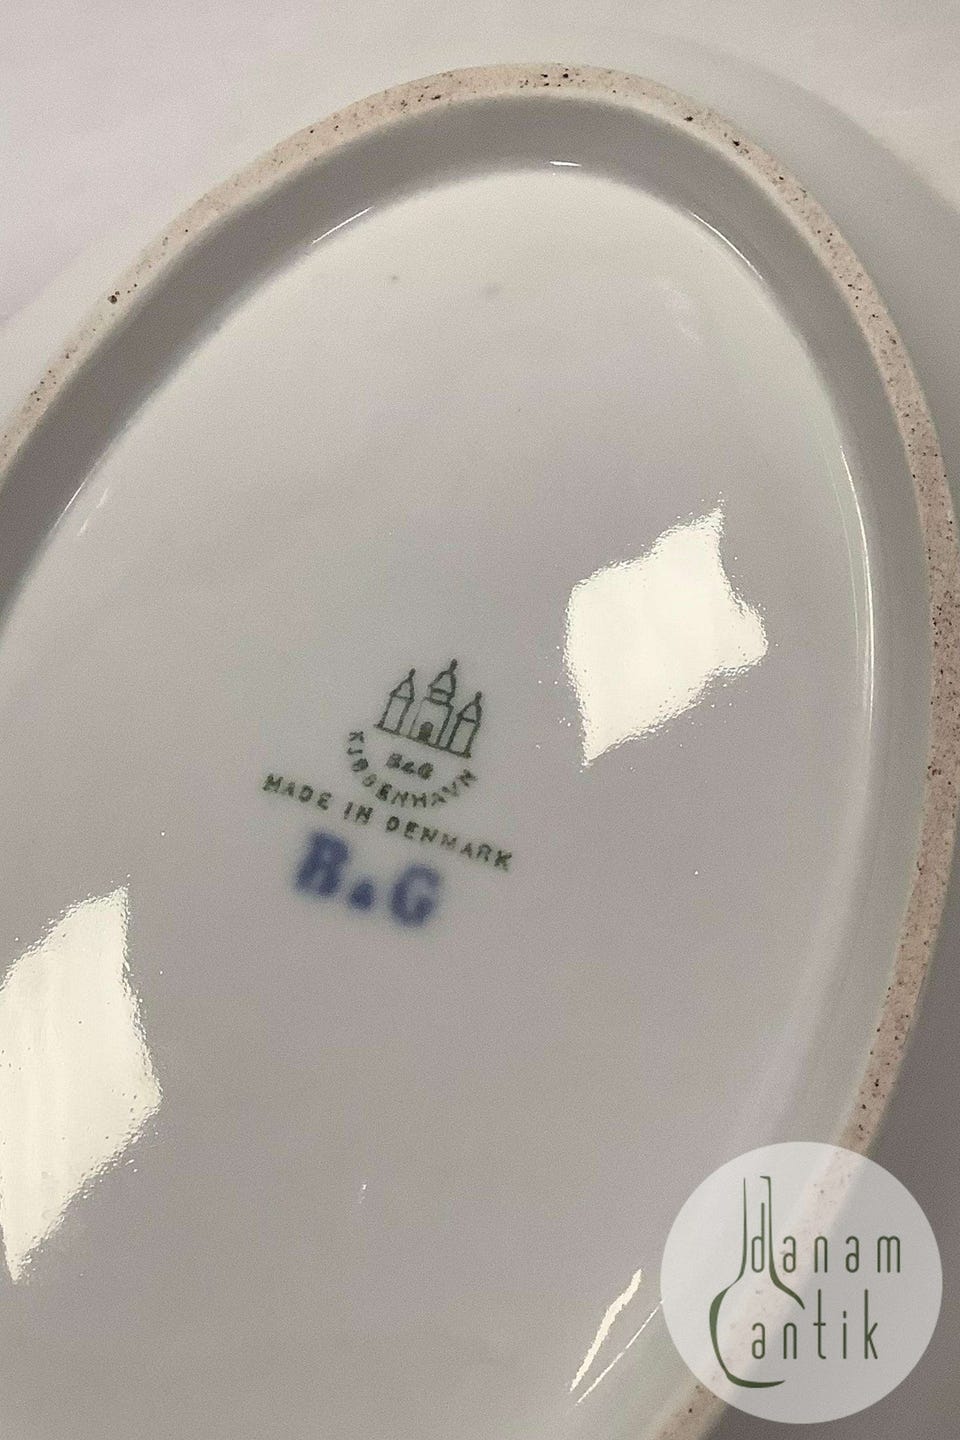 B&G
KJØBENHAVN
MADE IN DENMARK
B&G
danam
antik